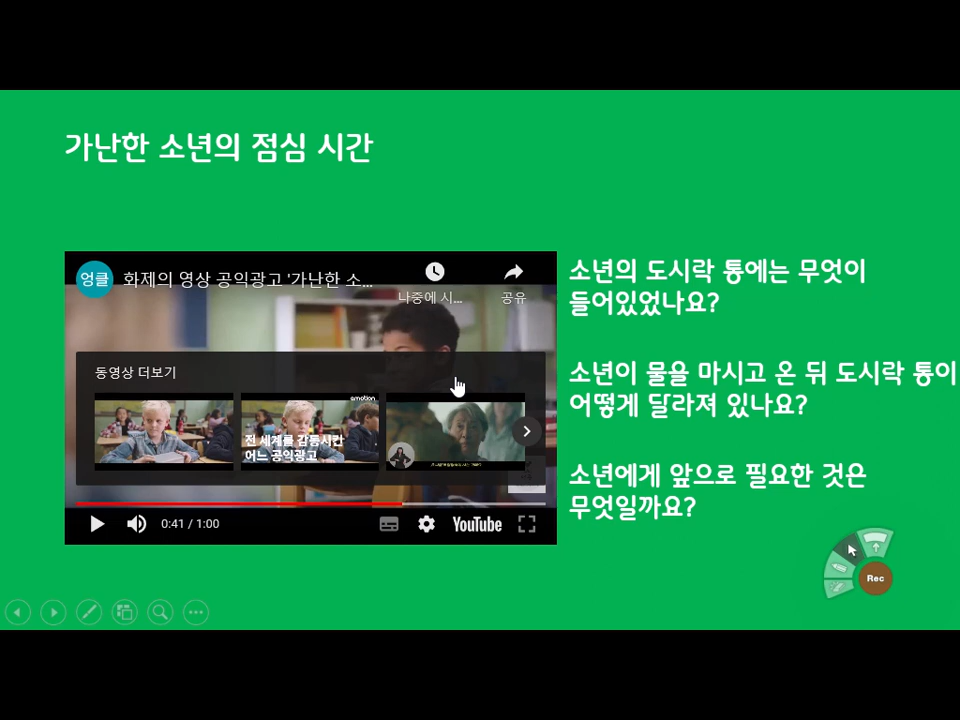 가난한 소년의 점심 시간
엉클
화제의 영상 공익광고 '가난한 소...
나중에 시...
공유
소년의 도시락 통에는 무엇이
들어있었나요?
동영상 더보기
소년이 물을 마시고 온 뒤 도시락 통이
어떻게 달라져 있나요?
emotion
전 세계를 감동시킨
어느 공익광고
소년에게 앞으로 필요한 것은
무엇일까요?
0:41 / 1:00
YouTube
Rec